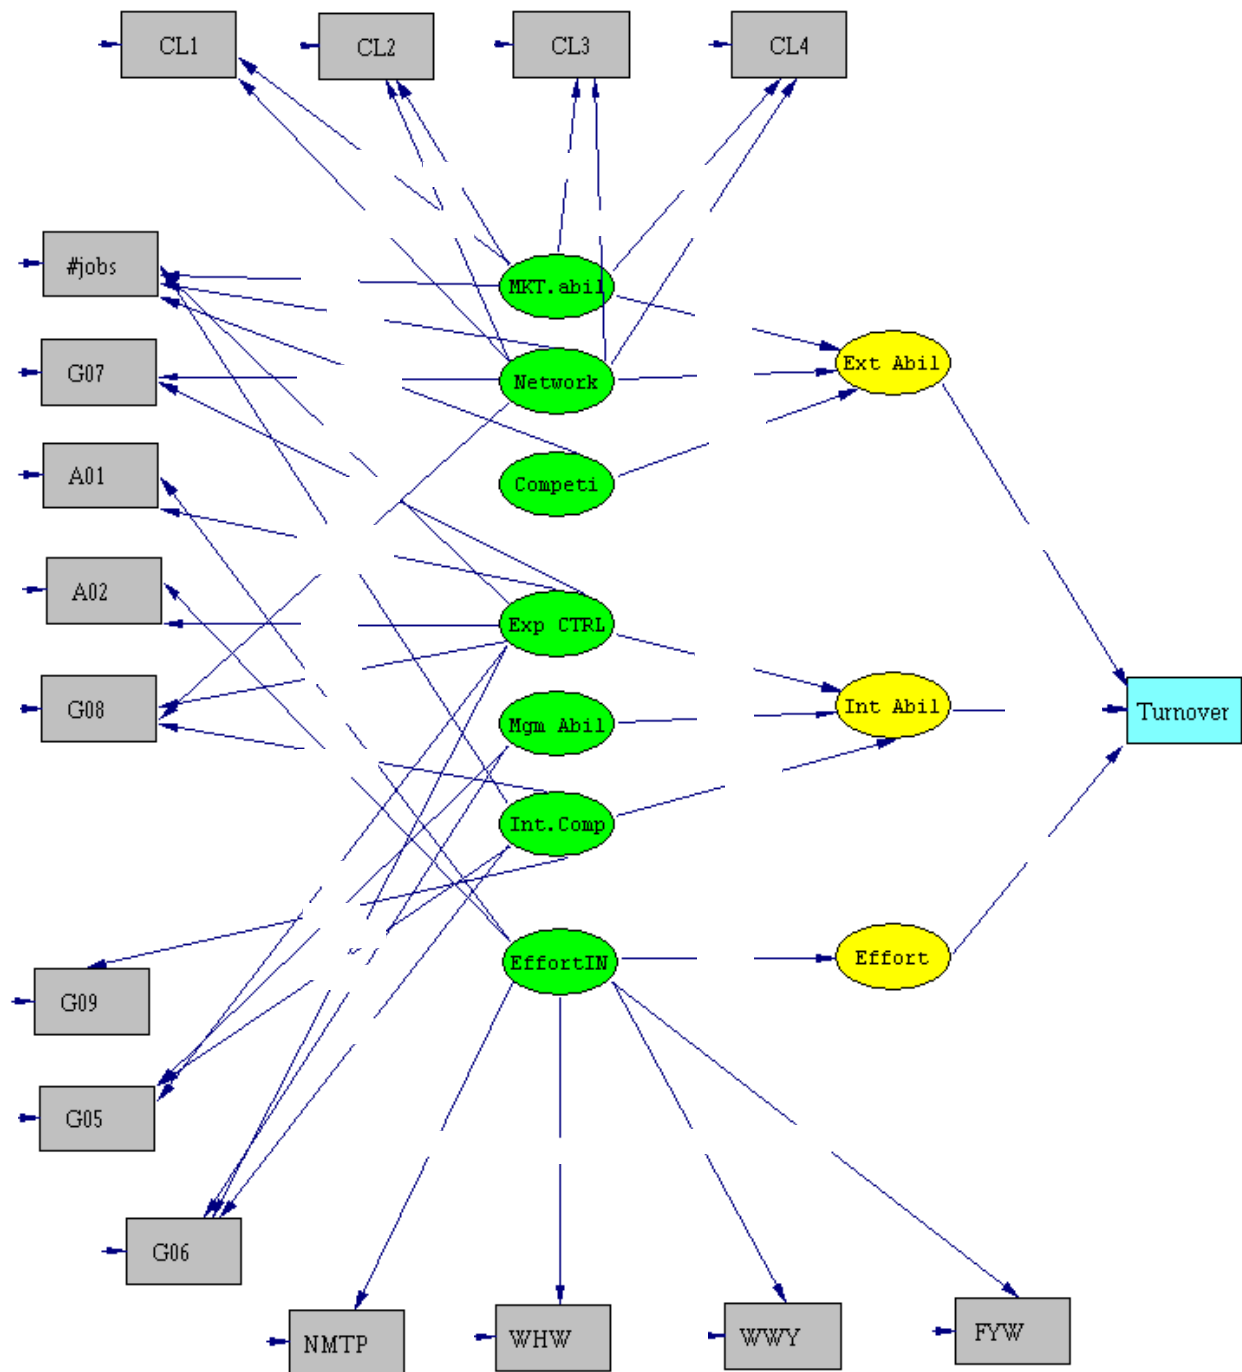 CL1
CL2
CL3
CL4
#jobs
MKT.abil
G07
Network
Ext Abil
A01
Competi
A02
Exp CTRL
G08
Mgm Abil
Int Abil
Turnover
Int.Comp
G09
EffortIN
Effort
G05
G06
NMTP
WHW
WWY
FYW